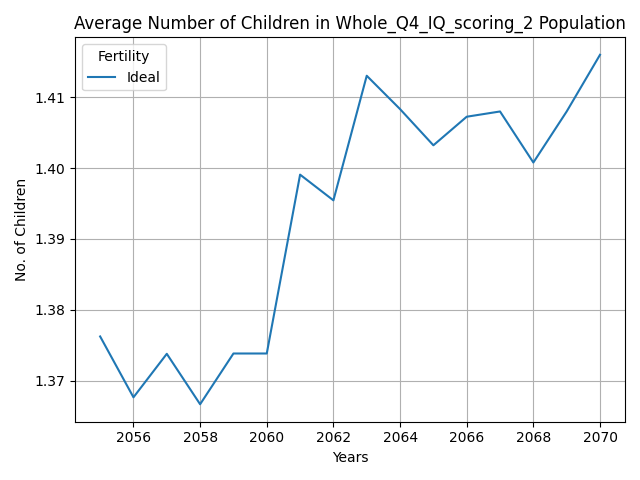 Average Number of Children in Whole_Q4_IQ_scoring_2 Population
Fertility
Ideal
No. of Children
1.41
1.40
1.39
1.38
1.37
2056 2058 2060 2062 2064 2066 2068 2070
Years